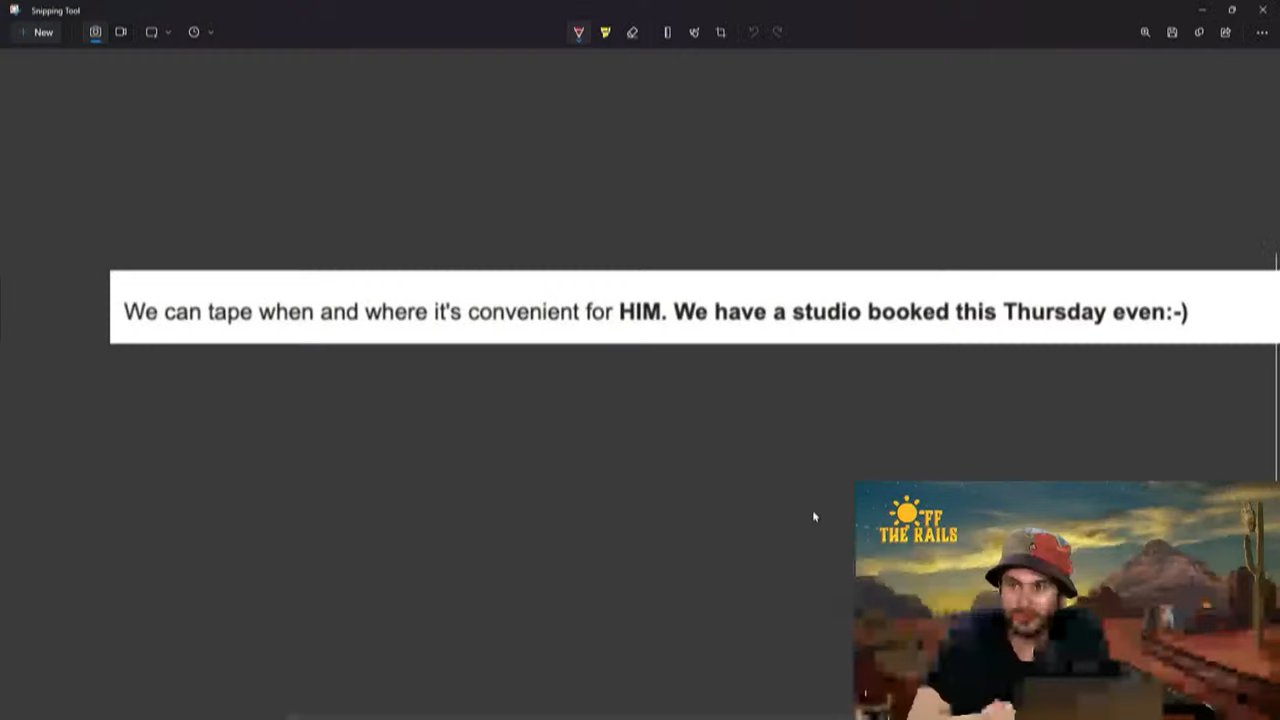 Snipping Tool
New
We can tape when and where it's convenient for HIM. We have a studio booked this Thursday even:-)
OFF
THE RAILS